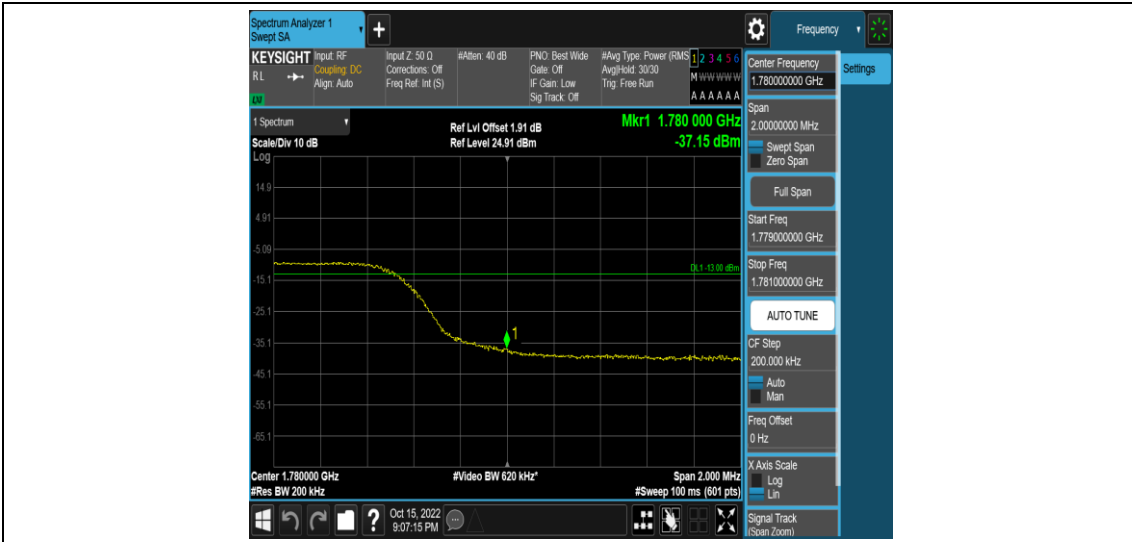 Spectrum Analyzer 1
Swept SA
+
Frequency
KEYSIGHT
RL
LXI
Input: RF
Coupling: DC
Align: Auto
Input Z: 50 Ω
Corrections: Off
Freq Ref: Int (S)
#Atten: 40 dB
PNO: Best Wide
Gate: Off
IF Gain: Low
Sig Track: Off
#Avg Type: Power (RMS
Avg|Hold: 30/30
Trig: Free Run
1 2 3 4 5 6
M W W W W W
A A A A A A
1 Spectrum
Scale/Div 10 dB
Ref Lvl Offset 1.91 dB
Ref Level 24.91 dBm
Mkr1 1.780 000 GHz
-37.15 dBm
Log
14.9
4.91
-5.09
-15.1
-25.1
-35.1
-45.1
-55.1
-65.1
DL1 -13.00 dBm
1
Center 1.780000 GHz
#Res BW 200 kHz
#Video BW 620 kHz*
Span 2.000 MHz
#Sweep 100 ms (601 pts)
Oct 15, 2022
9:07:15 PM
?
Center Frequency
1.780000000 GHz
Settings
Span
2.00000000 MHz
Swept Span
Zero Span
Full Span
Start Freq
1.779000000 GHz
Stop Freq
1.781000000 GHz
AUTO TUNE
CF Step
200.000 kHz
Auto
Man
Freq Offset
0 Hz
X Axis Scale
Log
Lin
Signal Track
(Span Zoom)